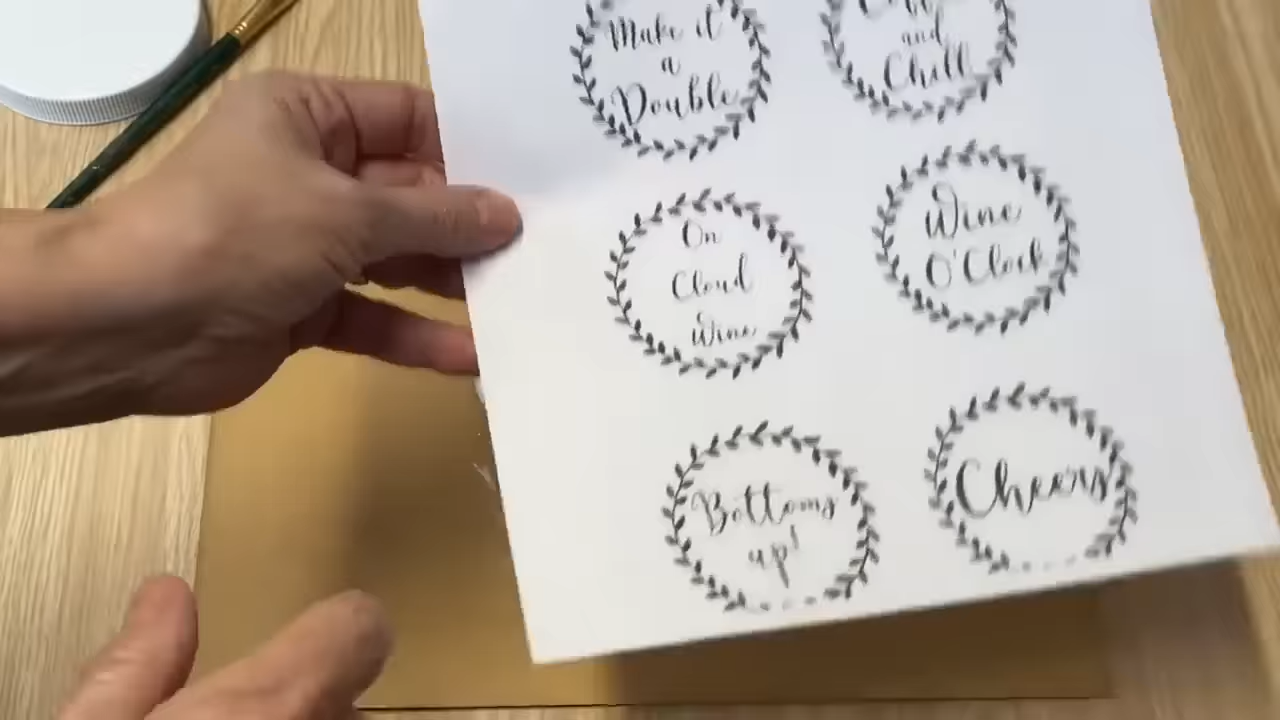 Make it
a
Double
and
Chill
On
Cloud
Wine
Wine
O'Clock
Bottoms
up!
Cheers